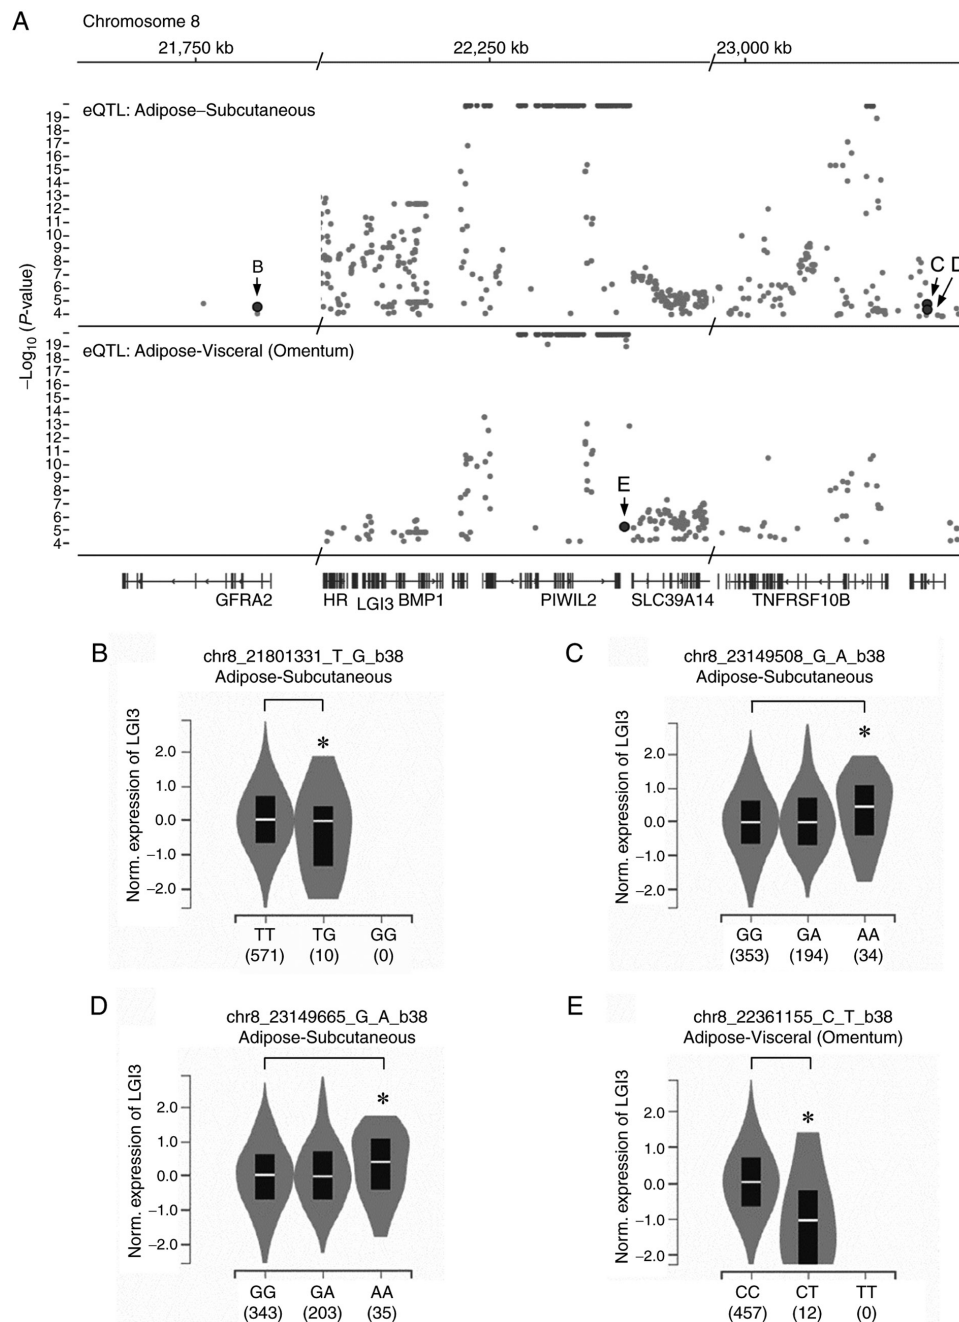 A
Chromosome 8
21,750 kb 22,250 kb 23,000 kb
eQTL: Adipose–Subcutaneous
19-
18-
17-
16-
15-
14-
13-
12-
11-
10-
9-
8-
7-
6-
5-
4-
B
C D
−Log10 (P-value)
eQTL: Adipose-Visceral (Omentum)
19-
18-
17-
16-
15-
14-
13-
12-
11-
10-
9-
8-
7-
6-
5-
4-
E
GFRA2 HR LGI3 BMP1 PIWIL2 SLC39A14 TNFRSF10B
B
chr8_21801331_T_G_b38
Adipose-Subcutaneous
Norm. expression of LGI3
2.0
1.0
0.0
−1.0
−2.0
*
TT TG GG
(571) (10) (0)
C
chr8_23149508_G_A_b38
Adipose-Subcutaneous
Norm. expression of LGI3
2.0
1.0
0.0
−1.0
−2.0
*
GG GA AA
(353) (194) (34)
D
chr8_23149665_G_A_b38
Adipose-Subcutaneous
Norm. expression of LGI3
2.0
1.0
0.0
−1.0
−2.0
*
GG GA AA
(343) (203) (35)
E
chr8_22361155_C_T_b38
Adipose-Visceral (Omentum)
Norm. expression of LGI3
2.0
1.0
0.0
−1.0
−2.0
*
CC CT TT
(457) (12) (0)